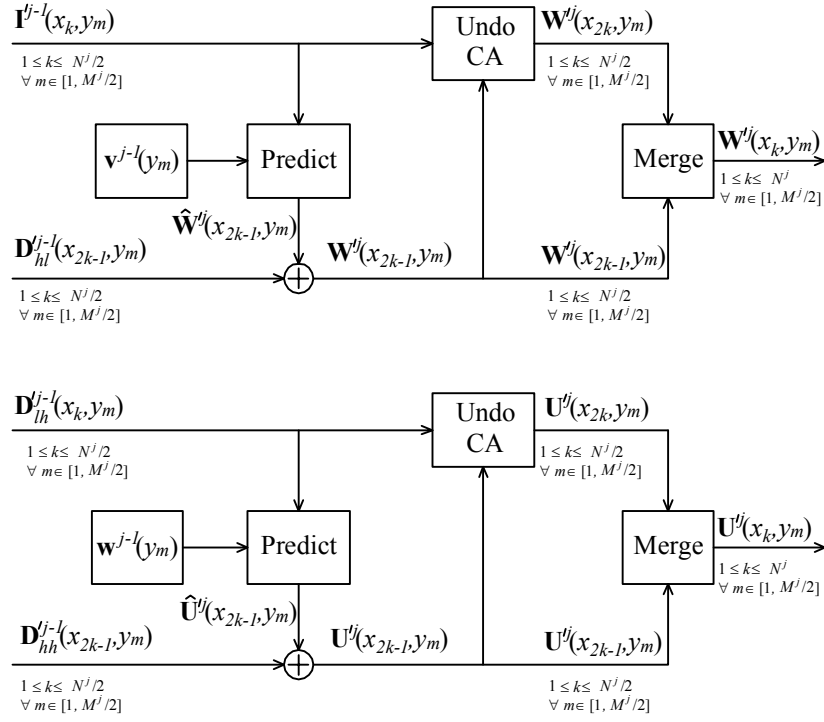 I′ʲ⁻¹(xₖ,yₘ)
1 ≤ k ≤ Nʲ/2
∀ m ∈ [1, Mʲ/2]
Undo
CA
W′ʲ(x₂ₖ,yₘ)
1 ≤ k ≤ Nʲ/2
∀ m ∈ [1, Mʲ/2]
vʲ⁻¹(yₘ)
Predict
Merge
W′ʲ(xₖ,yₘ)
1 ≤ k ≤ Nʲ
∀ m ∈ [1, Mʲ/2]
Ŵ′ʲ(x₂ₖ₋₁,yₘ)
D′ʲ⁻¹ₕₗ(x₂ₖ₋₁,yₘ)
1 ≤ k ≤ Nʲ/2
∀ m ∈ [1, Mʲ/2]
+
W′ʲ(x₂ₖ₋₁,yₘ)
W′ʲ(x₂ₖ₋₁,yₘ)
1 ≤ k ≤ Nʲ/2
∀ m ∈ [1, Mʲ/2]
D′ʲ⁻¹ₗₕ(xₖ,yₘ)
1 ≤ k ≤ Nʲ/2
∀ m ∈ [1, Mʲ/2]
Undo
CA
U′ʲ(x₂ₖ,yₘ)
1 ≤ k ≤ Nʲ/2
∀ m ∈ [1, Mʲ/2]
wʲ⁻¹(yₘ)
Predict
Merge
U′ʲ(xₖ,yₘ)
1 ≤ k ≤ Nʲ
∀ m ∈ [1, Mʲ/2]
Û′ʲ(x₂ₖ₋₁,yₘ)
D′ʲ⁻¹ₕₕ(x₂ₖ₋₁,yₘ)
1 ≤ k ≤ Nʲ/2
∀ m ∈ [1, Mʲ/2]
+
U′ʲ(x₂ₖ₋₁,yₘ)
U′ʲ(x₂ₖ₋₁,yₘ)
1 ≤ k ≤ Nʲ/2
∀ m ∈ [1, Mʲ/2]